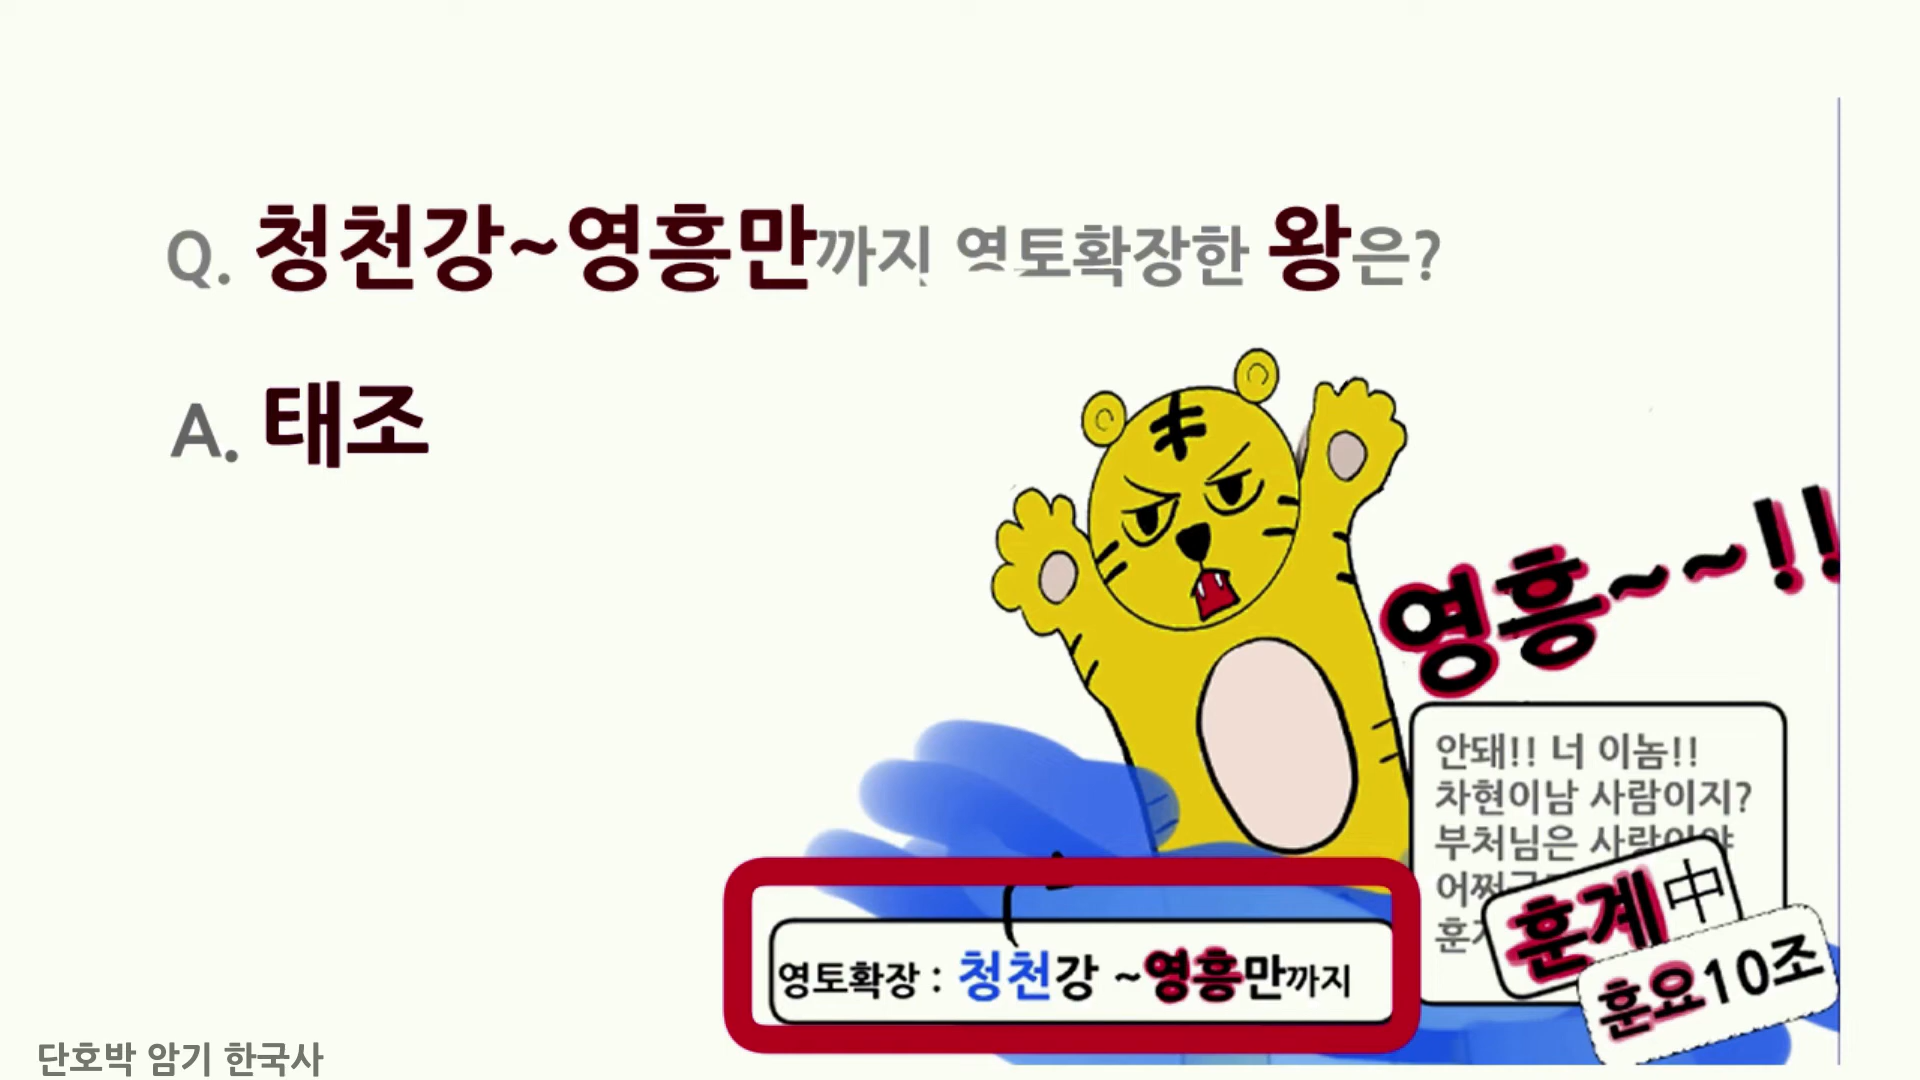 Q. 청천강~영흥만까지 영토확장한 왕은?
A. 태조
영흥~~!!
안돼!! 너 이놈!!
차현이남 사람이지?
부처님은 사랑이야
어쩌
훈계中
훈요10조
영토확장 : 청천강 ~영흥만까지
단호박 암기 한국사